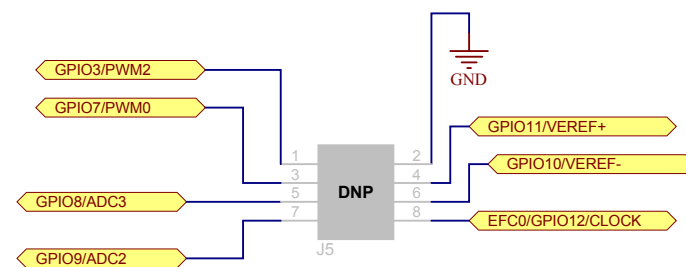 GPIO3/PWM2
GND
GPIO7/PWM0
GPIO11/VEREF+
1 2
GPIO10/VEREF-
3 4
DNP
GPIO8/ADC3
5 6
7 8
EFC0/GPIO12/CLOCK
J5
GPIO9/ADC2